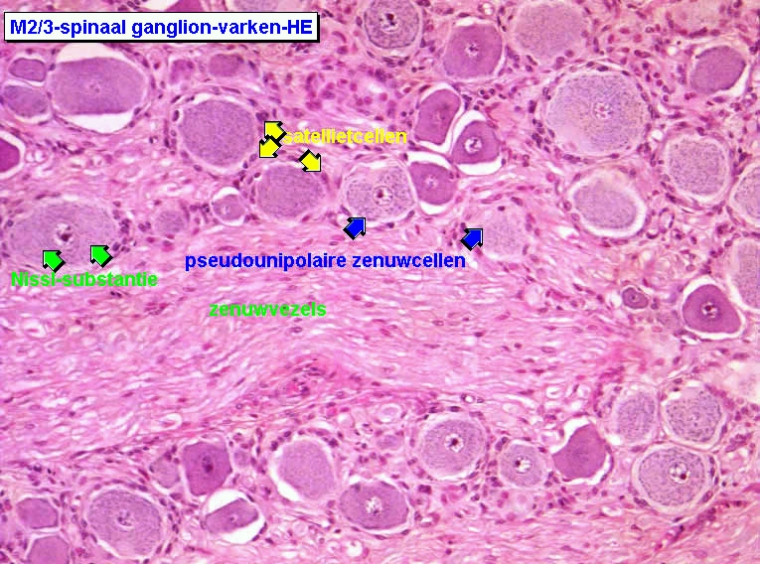 M2/3-spinaal ganglion-varken-HE
satellietcellen
pseudounipolaire zenuwcellen
Nissl-substantie
zenuwvezels